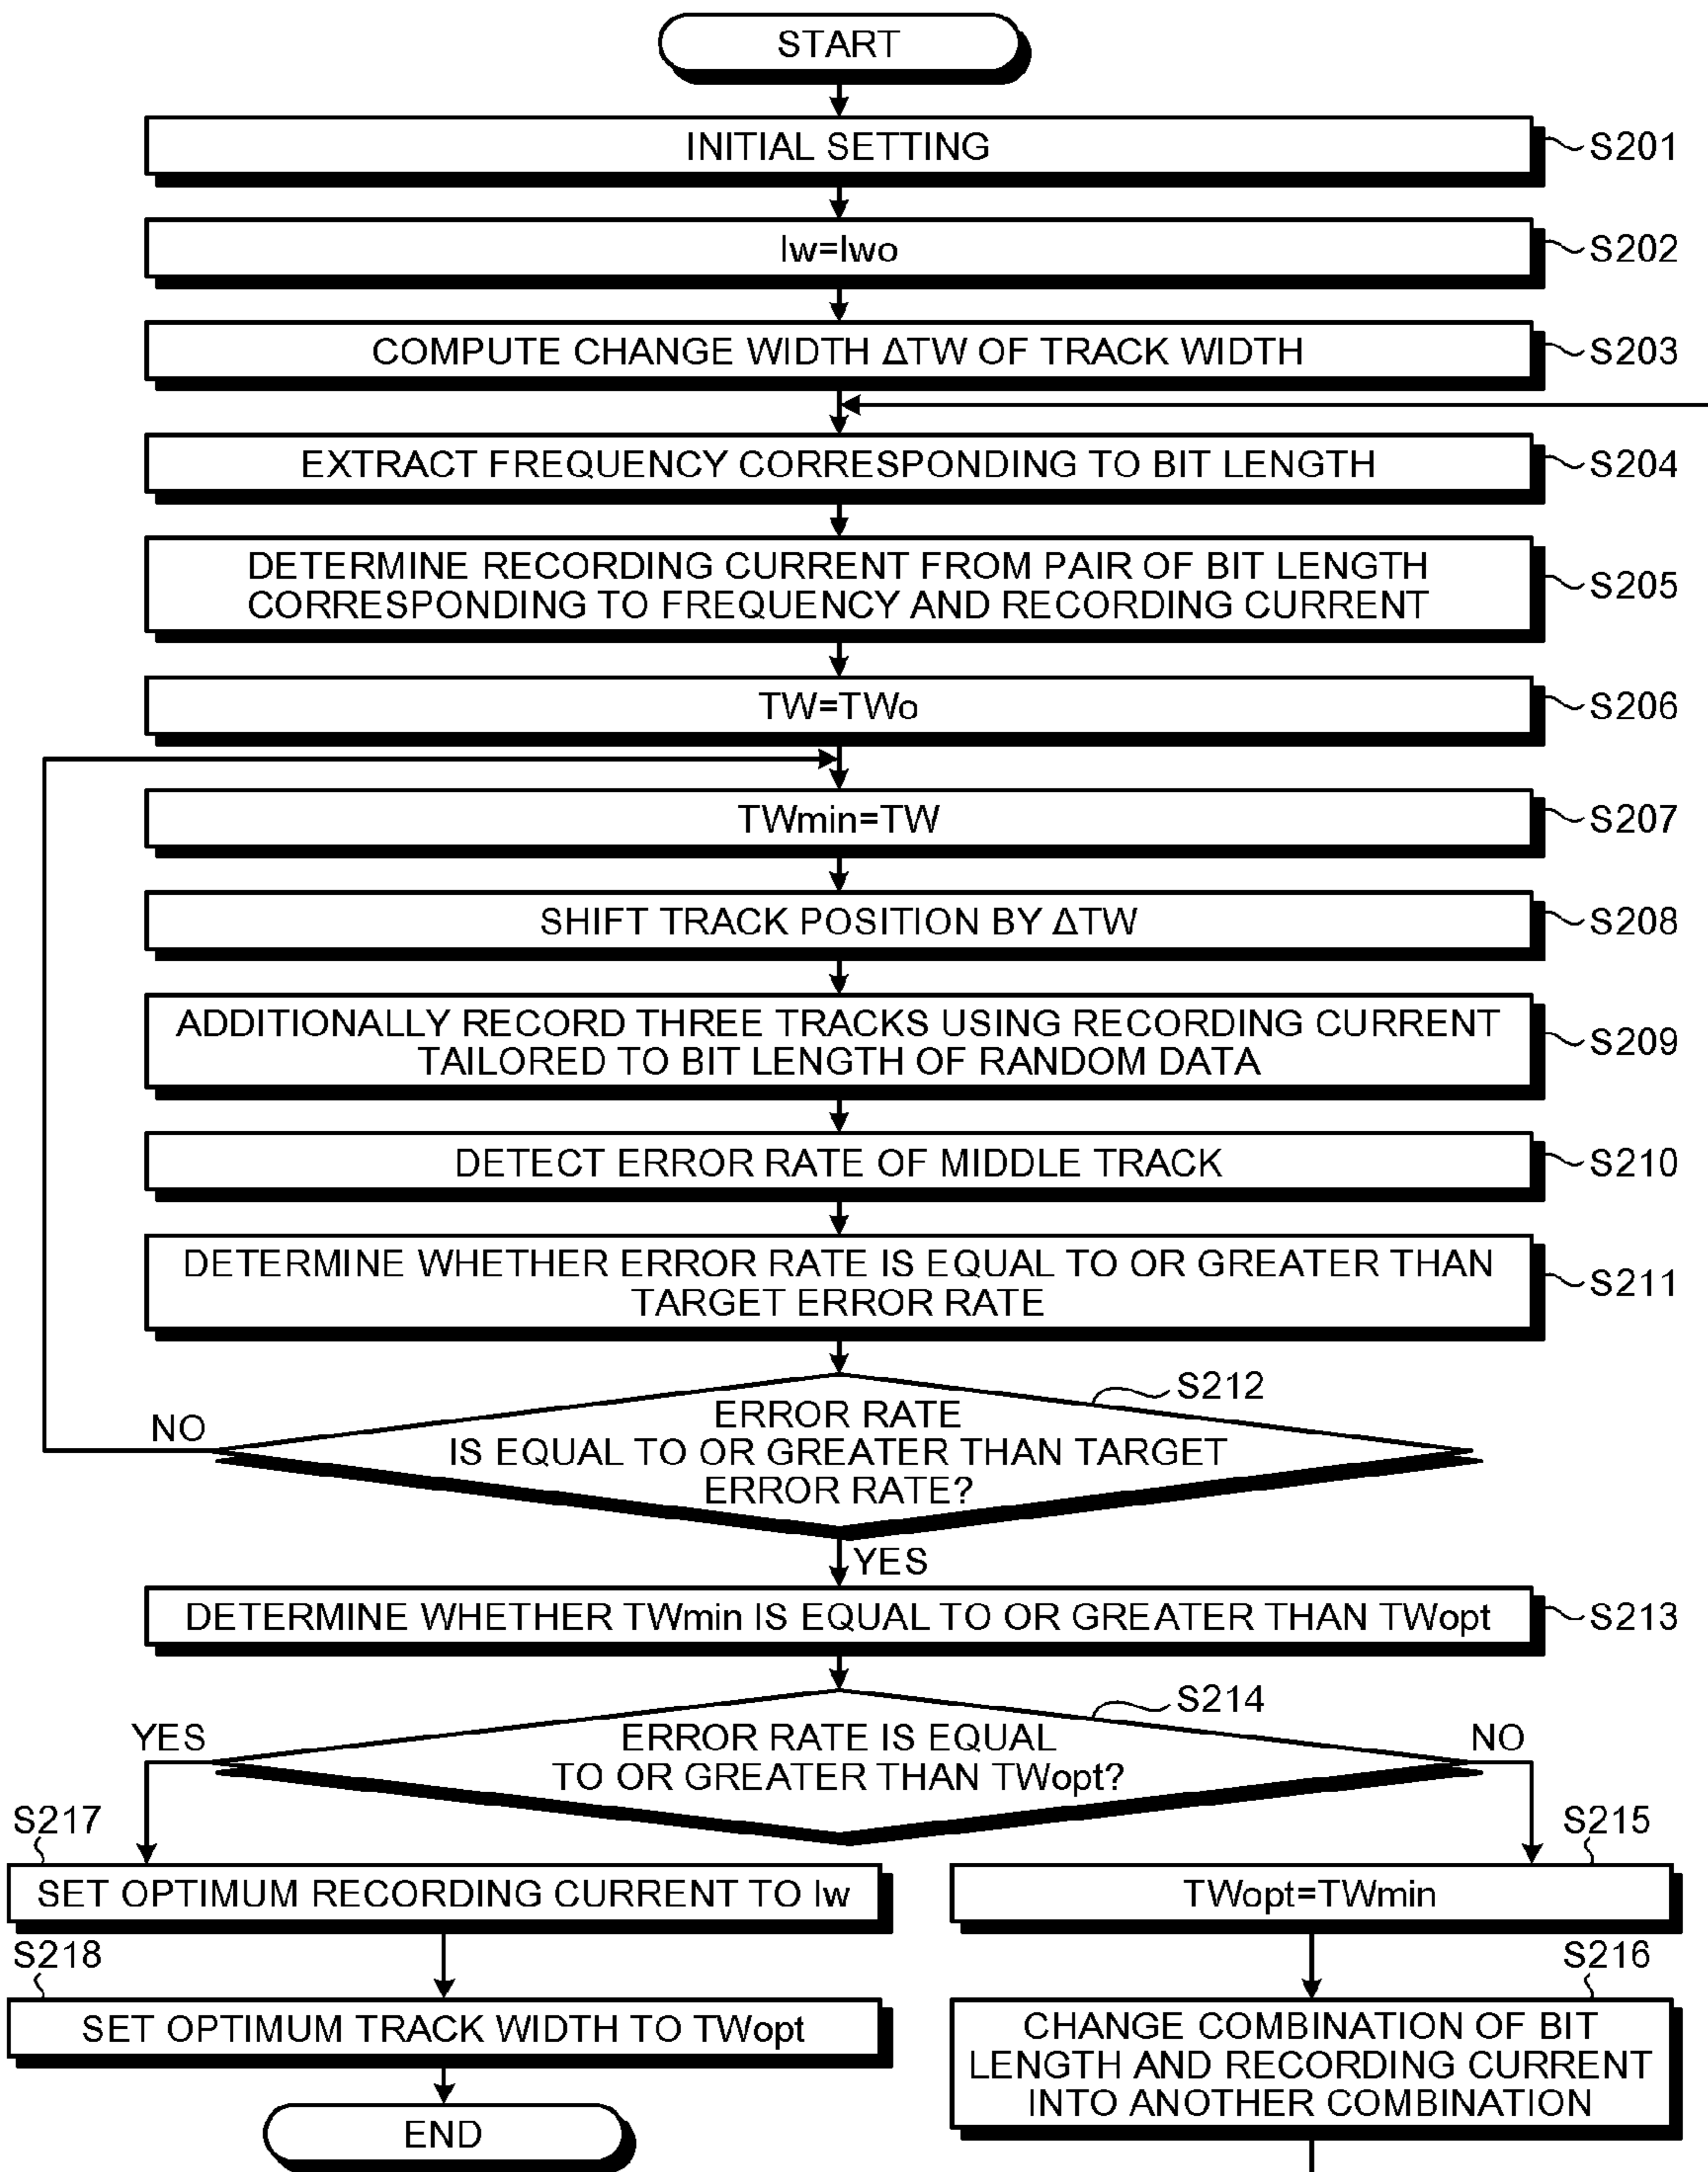 START
INITIAL SETTING
S201
Iw=Iwo
S202
COMPUTE CHANGE WIDTH ΔTW OF TRACK WIDTH
S203
EXTRACT FREQUENCY CORRESPONDING TO BIT LENGTH
S204
DETERMINE RECORDING CURRENT FROM PAIR OF BIT LENGTH
CORRESPONDING TO FREQUENCY AND RECORDING CURRENT
S205
TW=TWo
S206
TWmin=TW
S207
SHIFT TRACK POSITION BY ΔTW
S208
ADDITIONALLY RECORD THREE TRACKS USING RECORDING CURRENT
TAILORED TO BIT LENGTH OF RANDOM DATA
S209
DETECT ERROR RATE OF MIDDLE TRACK
S210
DETERMINE WHETHER ERROR RATE IS EQUAL TO OR GREATER THAN
TARGET ERROR RATE
S211
S212
NO
ERROR RATE
IS EQUAL TO OR GREATER THAN TARGET
ERROR RATE?
YES
DETERMINE WHETHER TWmin IS EQUAL TO OR GREATER THAN TWopt
S213
S214
YES
ERROR RATE IS EQUAL
TO OR GREATER THAN TWopt?
NO
S217
SET OPTIMUM RECORDING CURRENT TO Iw
S218
SET OPTIMUM TRACK WIDTH TO TWopt
END
S215
TWopt=TWmin
S216
CHANGE COMBINATION OF BIT
LENGTH AND RECORDING CURRENT
INTO ANOTHER COMBINATION